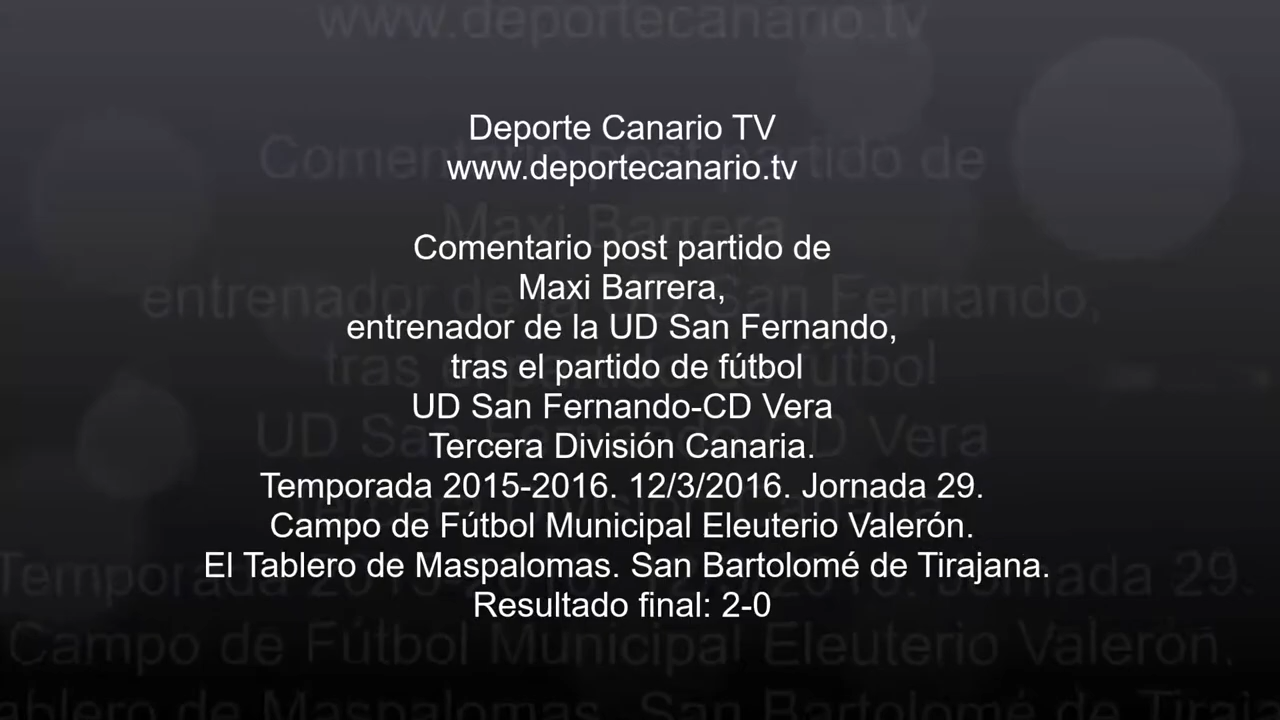 Deporte Canario TV
www.deportecanario.tv
Comentario post partido de
Maxi Barrera,
entrenador de la UD San Fernando,
tras el partido de fútbol
UD San Fernando-CD Vera
Tercera División Canaria.
Temporada 2015-2016. 12/3/2016. Jornada 29.
Campo de Fútbol Municipal Eleuterio Valerón.
El Tablero de Maspalomas. San Bartolomé de Tirajana.
Resultado final: 2-0